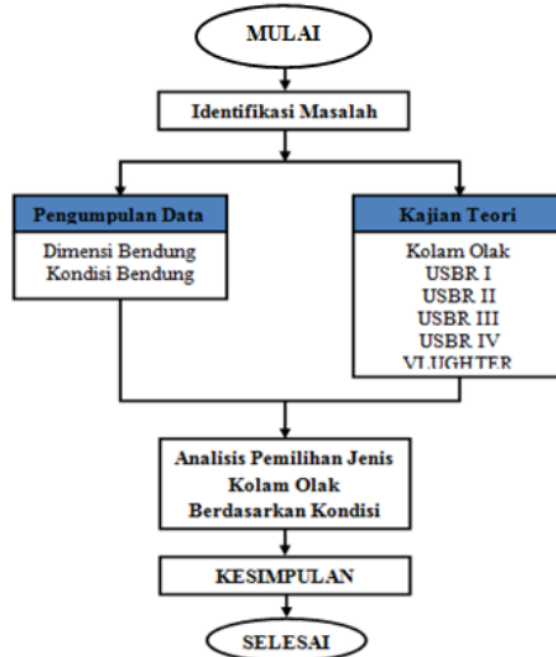 MULAI
Identifikasi Masalah
Pengumpulan Data
Dimensi Bendung
Kondisi Bendung
Kajian Teori
Kolam Olak
USBR I
USBR II
USBR III
USBR IV
VLUGHTER
Analisis Pemilihan Jenis
Kolam Olak
Berdasarkan Kondisi
KESIMPULAN
SELESAI